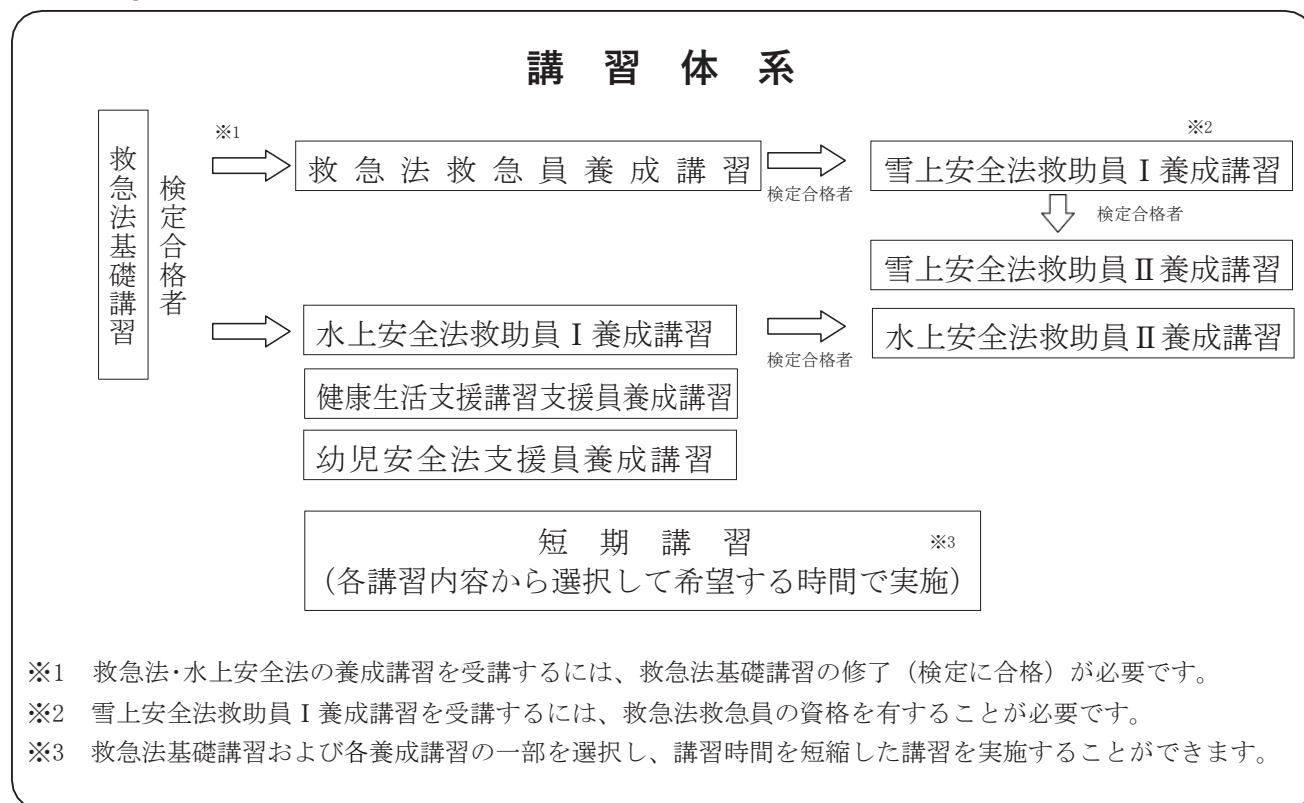 講習体系
救急法基礎講習
検定合格者
※1
救急法救急員養成講習
検定合格者
※2
雪上安全法救助員Ⅰ養成講習
検定合格者
雪上安全法救助員Ⅱ養成講習
水上安全法救助員Ⅰ養成講習
検定合格者
水上安全法救助員Ⅱ養成講習
健康生活支援講習支援員養成講習
幼児安全法支援員養成講習
短期講習 ※3
(各講習内容から選択して希望する時間で実施)
※1 救急法・水上安全法の養成講習を受講するには、救急法基礎講習の修了(検定に合格)が必要です。
※2 雪上安全法救助員Ⅰ養成講習を受講するには、救急法救急員の資格を有することが必要です。
※3 救急法基礎講習および各養成講習の一部を選択し、講習時間を短縮した講習を実施することができます。